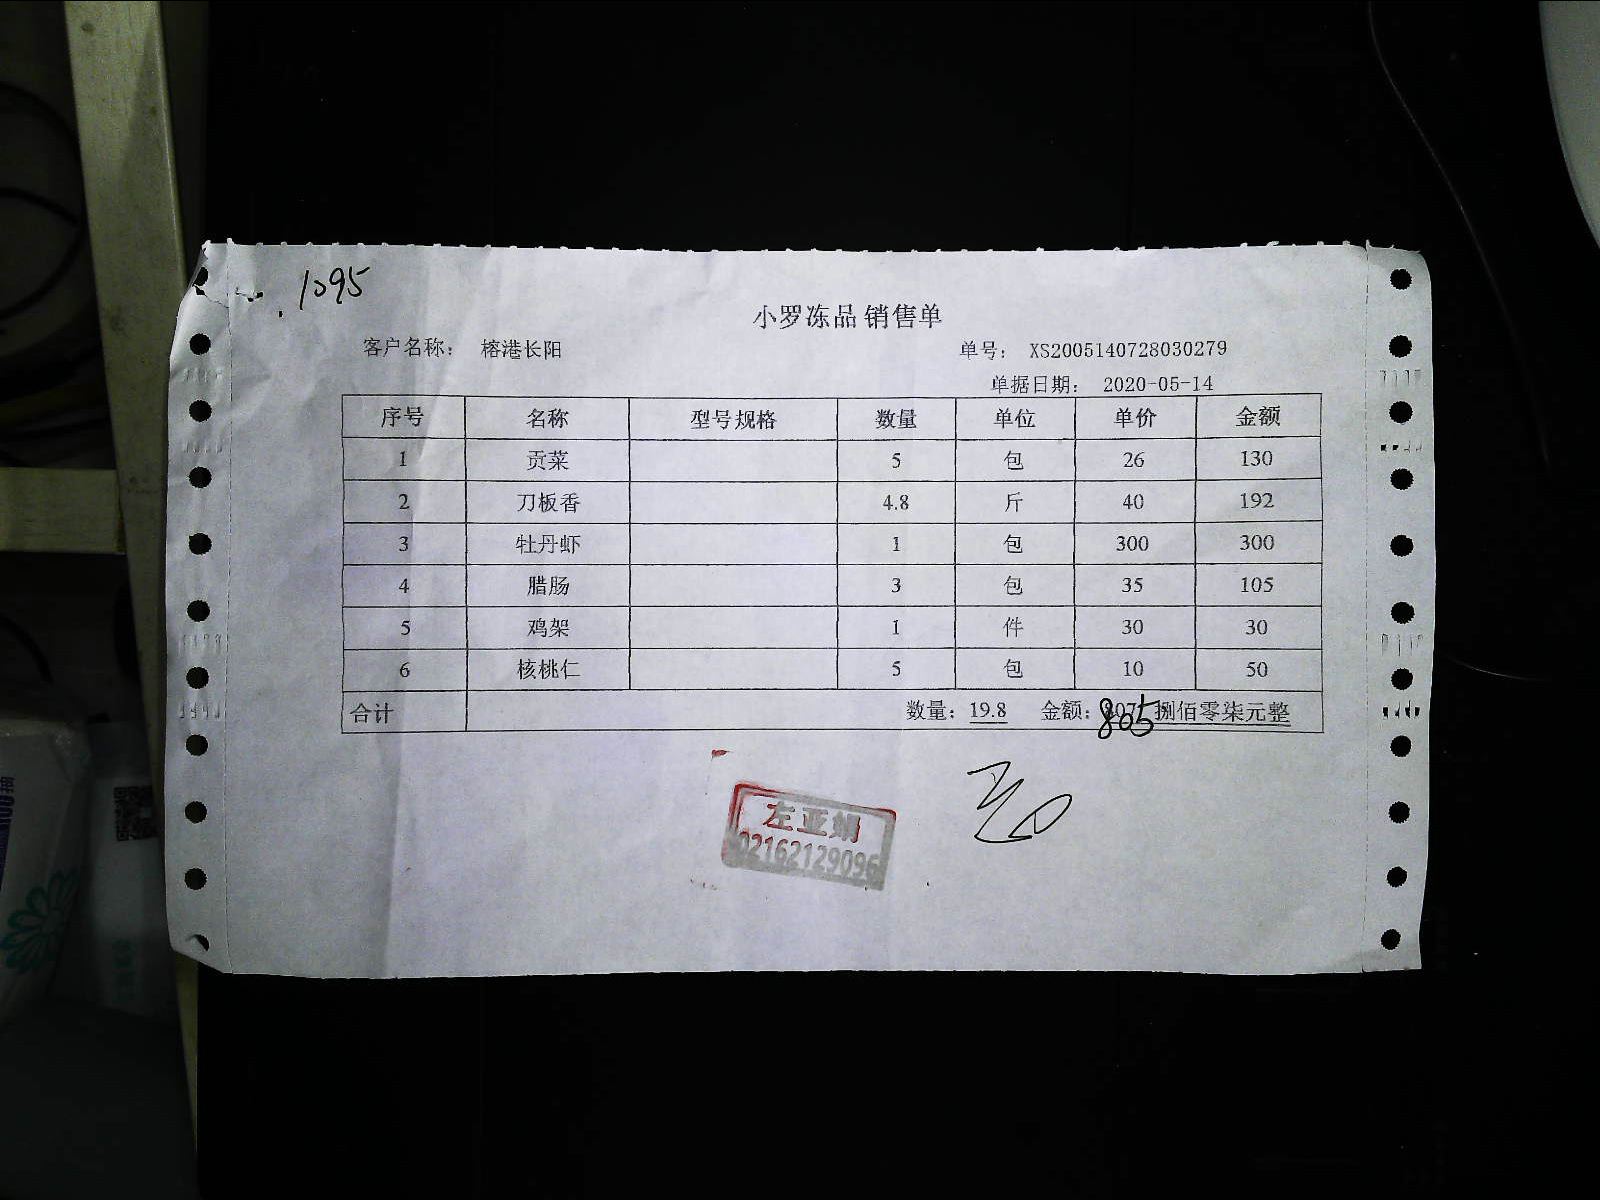 1095
小罗冻品 销售单
客户名称： 榕港长阳 单号： XS2005140728030279
单据日期： 2020-05-14
序号 名称 型号规格 数量 单位 单价 金额
1 贡菜 5 包 26 130
2 刀板香 4.8 斤 40 192
3 牡丹虾 1 包 300 300
4 腊肠 3 包 35 105
5 鸡架 1 件 30 30
6 核桃仁 5 包 10 50
合计 数量：19.8 金额：805 捌佰零柒元整
左亚娟
02162129096